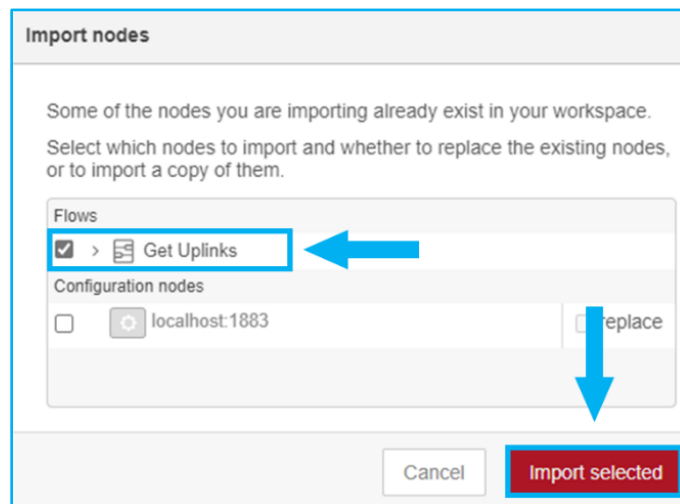 Import nodes
Some of the nodes you are importing already exist in your workspace.
Select which nodes to import and whether to replace the existing nodes,
or to import a copy of them.
Flows
Get Uplinks
Configuration nodes
localhost:1883 replace
Cancel Import selected